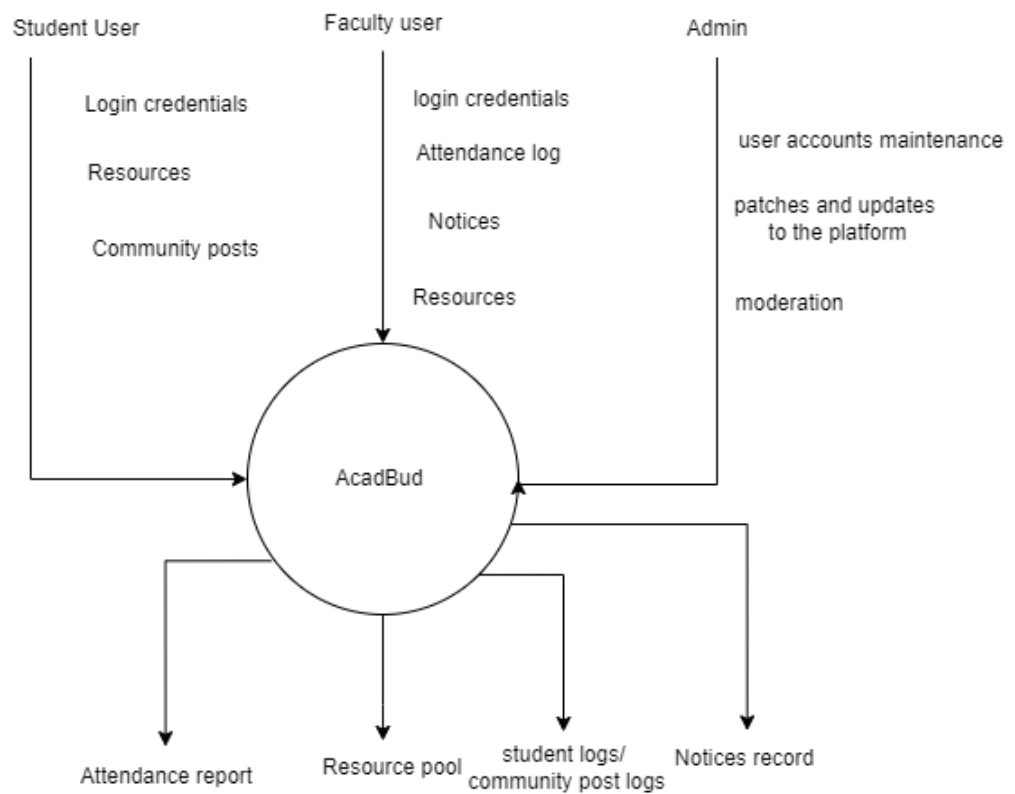 Student User
Faculty user
Admin
Login credentials
Resources
Community posts
login credentials
Attendance log
Notices
Resources
user accounts maintenance
patches and updates
to the platform
moderation
AcadBud
Attendance report
Resource pool
student logs/
community post logs
Notices record